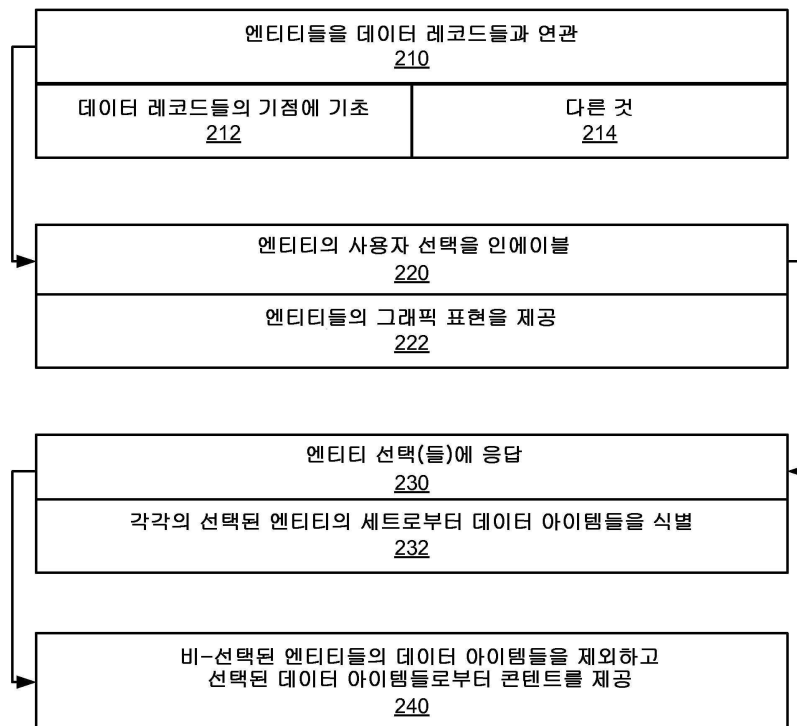 엔티티들을 데이터 레코드들과 연관
210
데이터 레코드들의 기점에 기초
212
다른 것
214
엔티티의 사용자 선택을 인에이블
220
엔티티들의 그래픽 표현을 제공
222
엔티티 선택(들)에 응답
230
각각의 선택된 엔티티의 세트로부터 데이터 아이템들을 식별
232
비-선택된 엔티티들의 데이터 아이템들을 제외하고
선택된 데이터 아이템들로부터 콘텐트를 제공
240